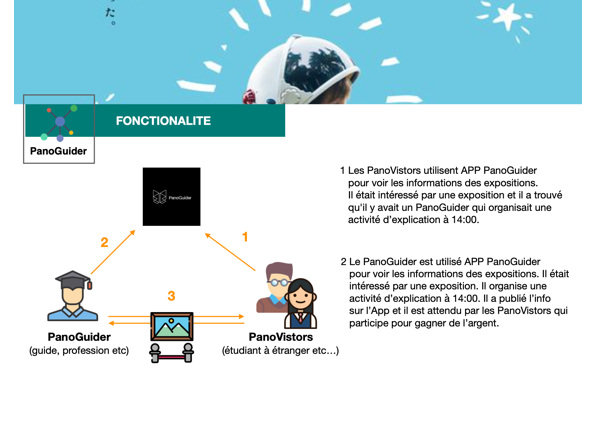 た。
FONCTIONALITE
PanoGuider
PanoGuider
1 Les PanoVistors utilisent APP PanoGuider
pour voir les informations des expositions.
Il était intéressé par une exposition et il a trouvé
qu'il y avait un PanoGuider qui organisait une
activité d'explication à 14:00.
2
1
2 Le PanoGuider est utilisé APP PanoGuider
pour voir les informations des expositions. Il était
intéressé par une exposition. Il organise une
activité d'explication à 14:00. Il a publié l'info
sur l'App et il est attendu par les PanoVistors qui
participe pour gagner de l'argent.
3
PanoGuider
(guide, profession etc)
PanoVistors
(étudiant à étranger etc…)